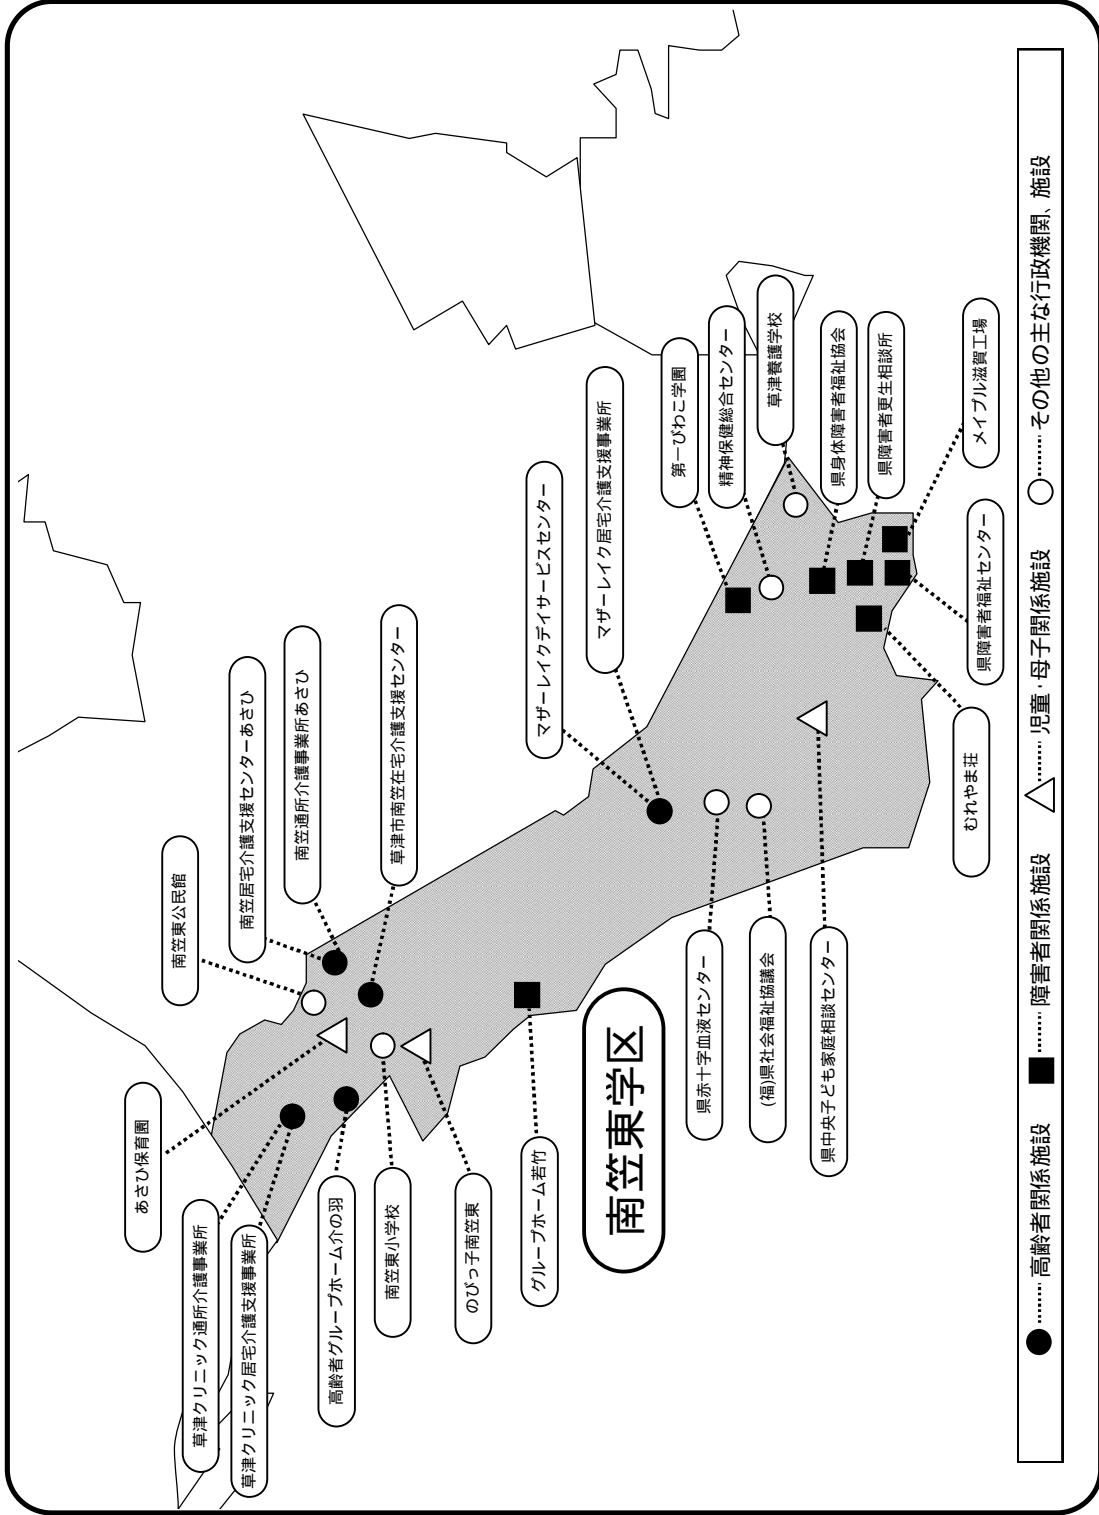 南笠東学区
草津クリニック通所介護事業所
草津クリニック居宅介護支援事業所
あさひ保育園
高齢者グループホーム介の羽
南笠東小学校
のびっ子南笠東
グループホーム若竹
南笠東公民館
南笠居宅介護支援センターあさひ
南笠通所介護事業所あさひ
草津市南笠在宅介護支援センター
県赤十字血液センター
(福)県社会福祉協議会
県中央子ども家庭相談センター
マザーレイクデイサービスセンター
マザーレイク居宅介護支援事業所
むれやま荘
第一びわこ学園
精神保健総合センター
草津養護学校
県身体障害者福祉協会
県障害者更生相談所
県障害者福祉センター
メイプル滋賀工場
高齢者関係施設
障害者関係施設
児童・母子関係施設
その他の主な行政機関、施設